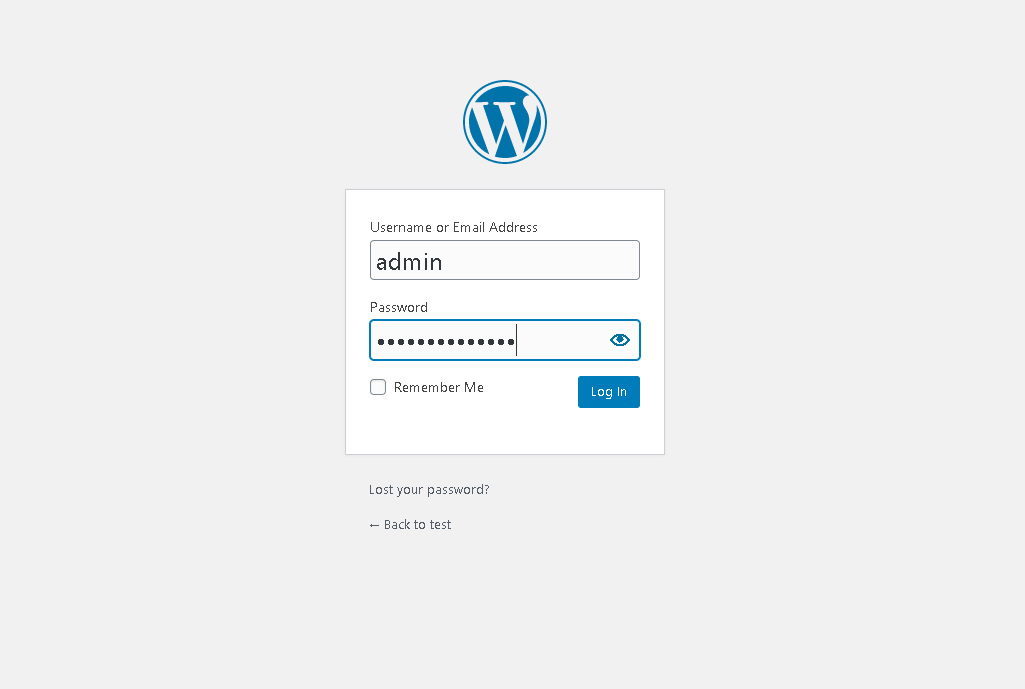 Username or Email Address
admin
Password
••••••••••••••
Remember Me
Log In
Lost your password?
← Back to test